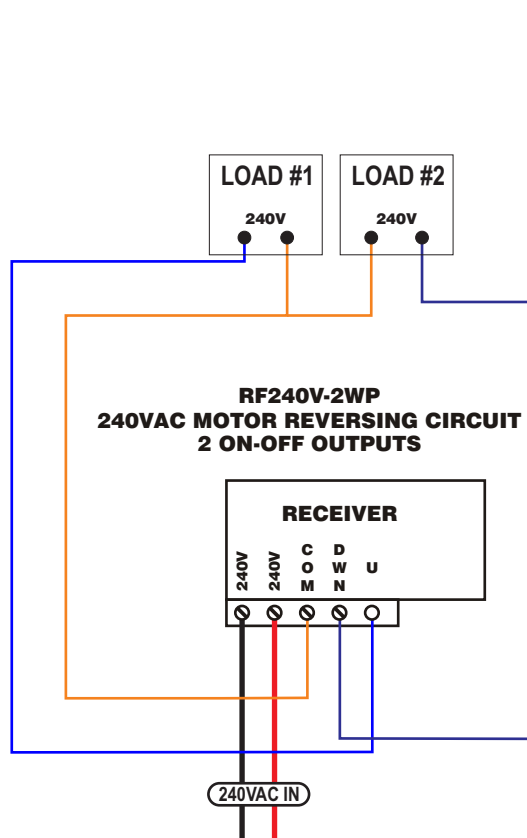 LOAD #1
LOAD #2
240V
240V
RF240V-2WP
240VAC MOTOR REVERSING CIRCUIT
2 ON-OFF OUTPUTS
RECEIVER
240V
240V
COM
DWN
U
240VAC IN